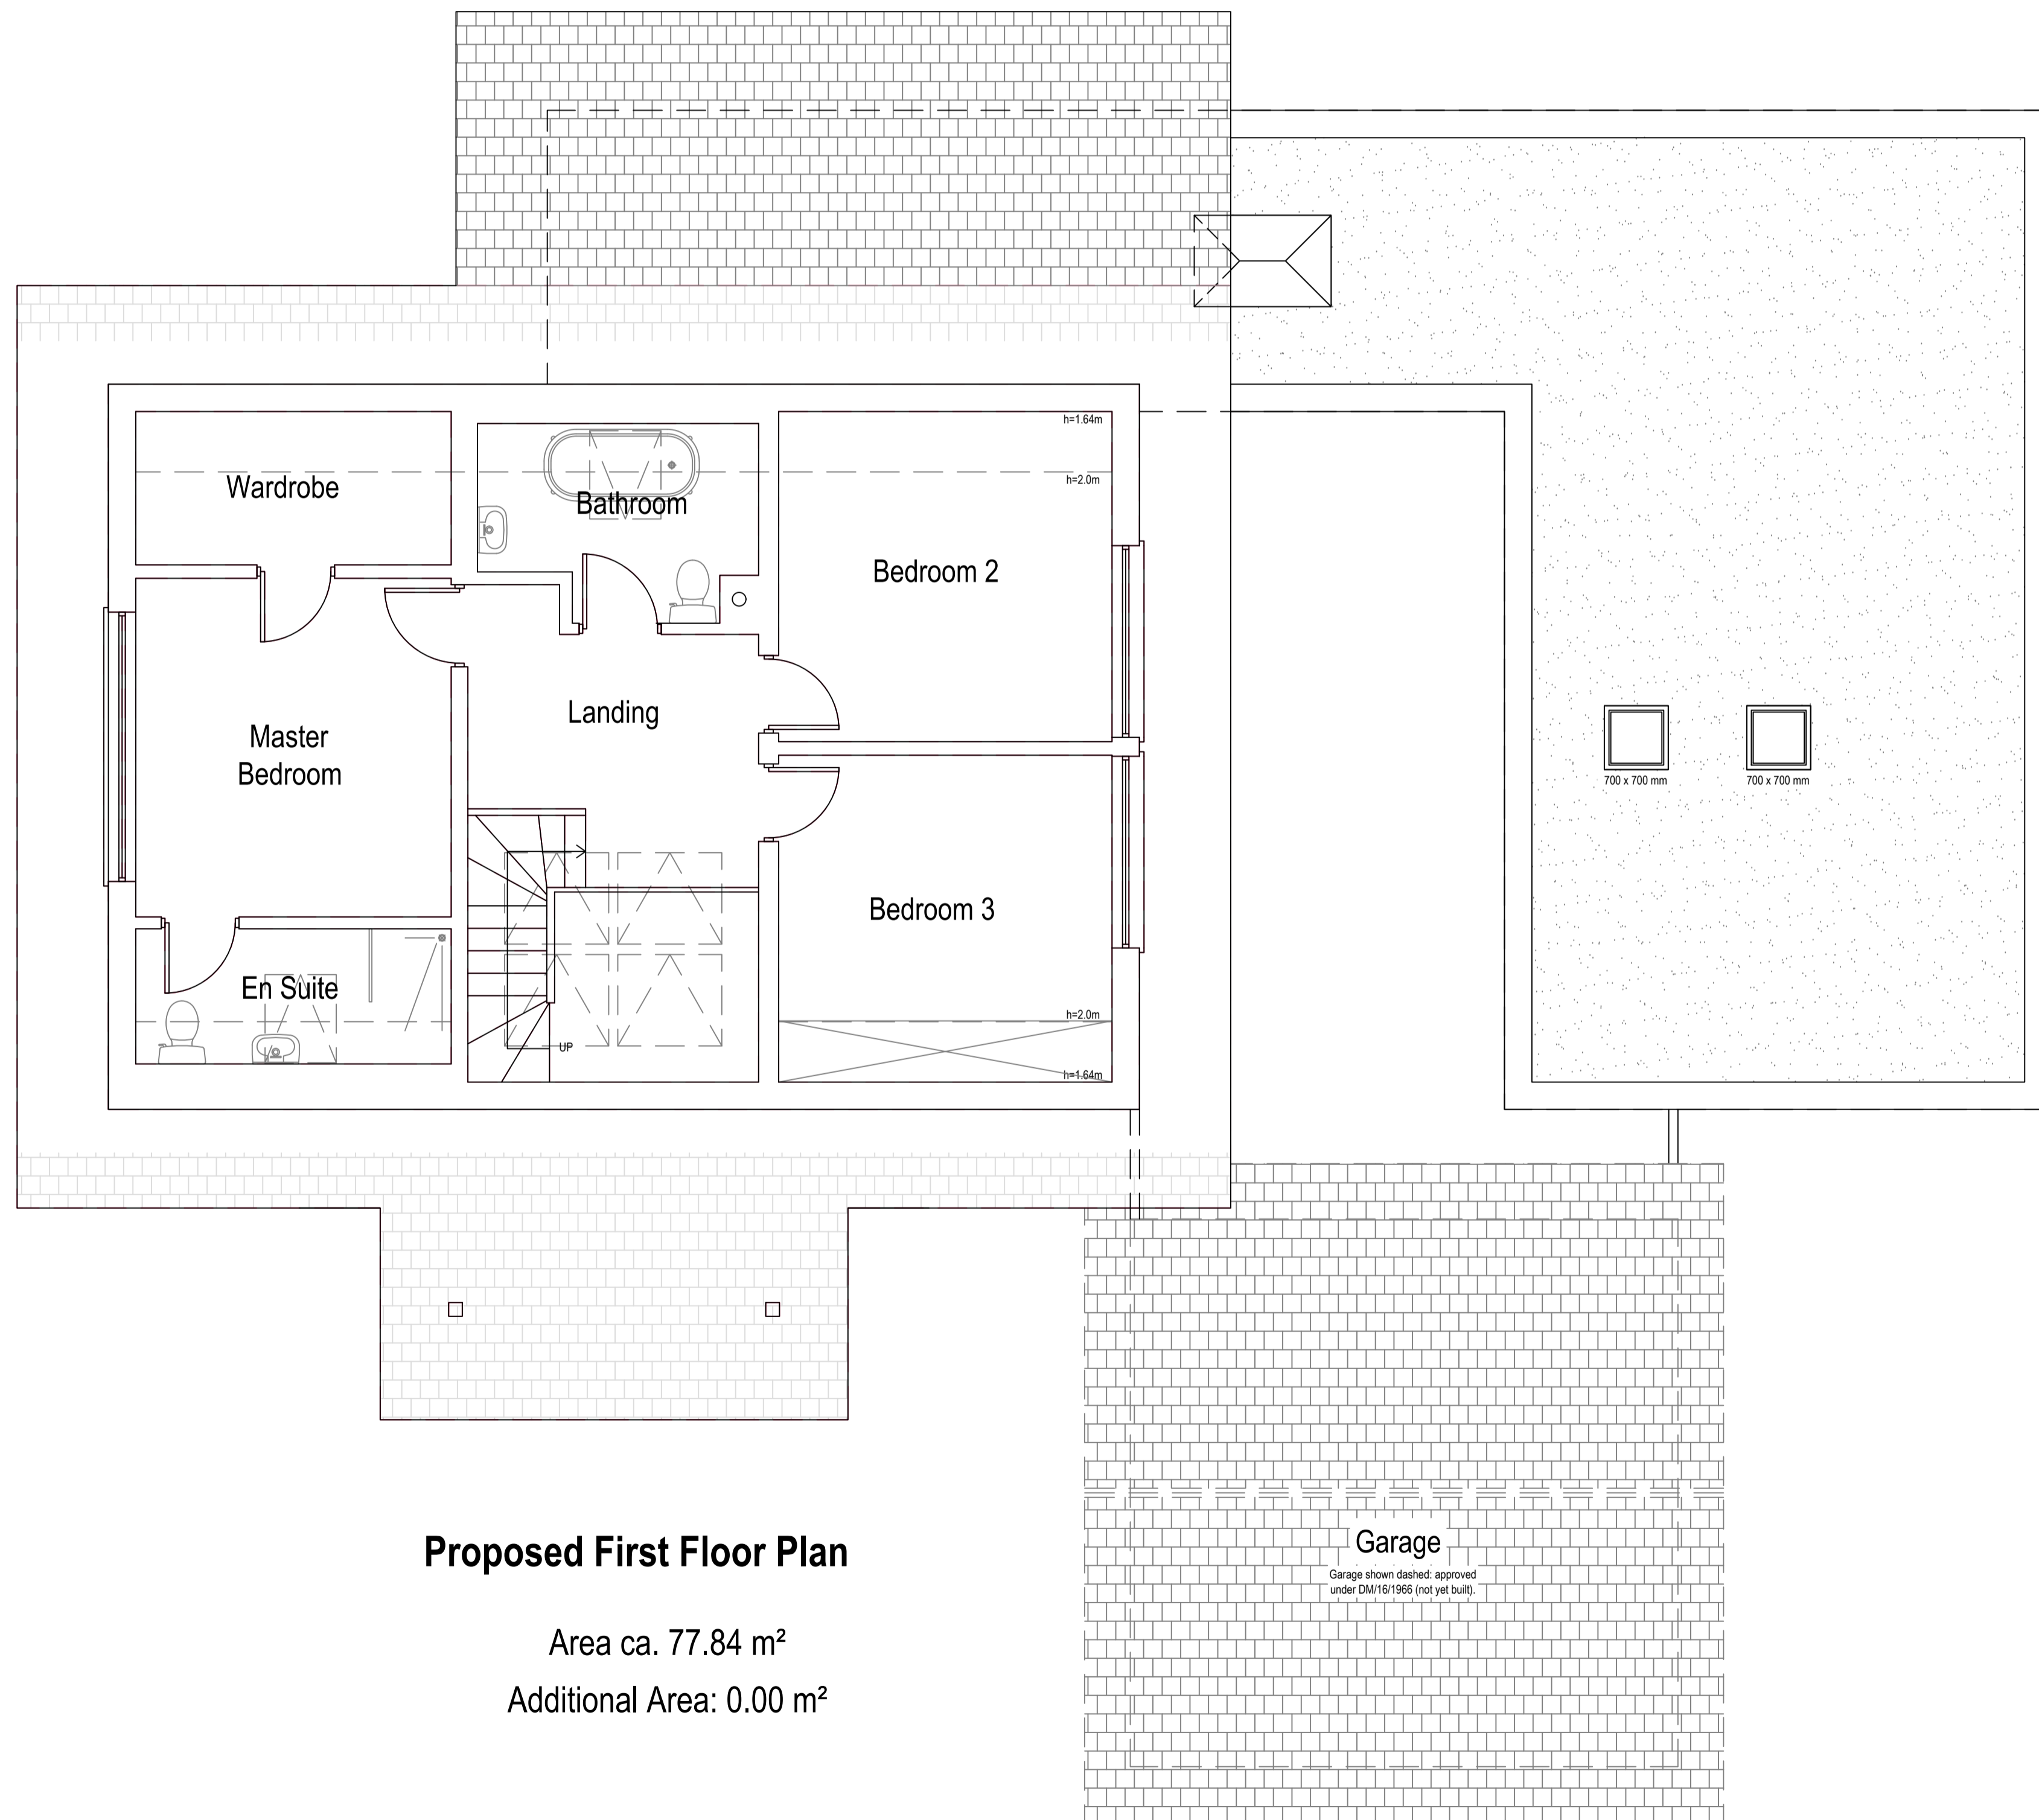 h=1.64m
h=2.0m
Wardrobe
Bathroom
Bedroom 2
Landing
Master
Bedroom
700 x 700 mm
700 x 700 mm
Bedroom 3
En Suite
h=2.0m
UP
h=1.64m
Proposed First Floor Plan
Garage
Garage shown dashed: approved
under DM/16/1966 (not yet built).
Area ca. 77.84 m²
Additional Area: 0.00 m²